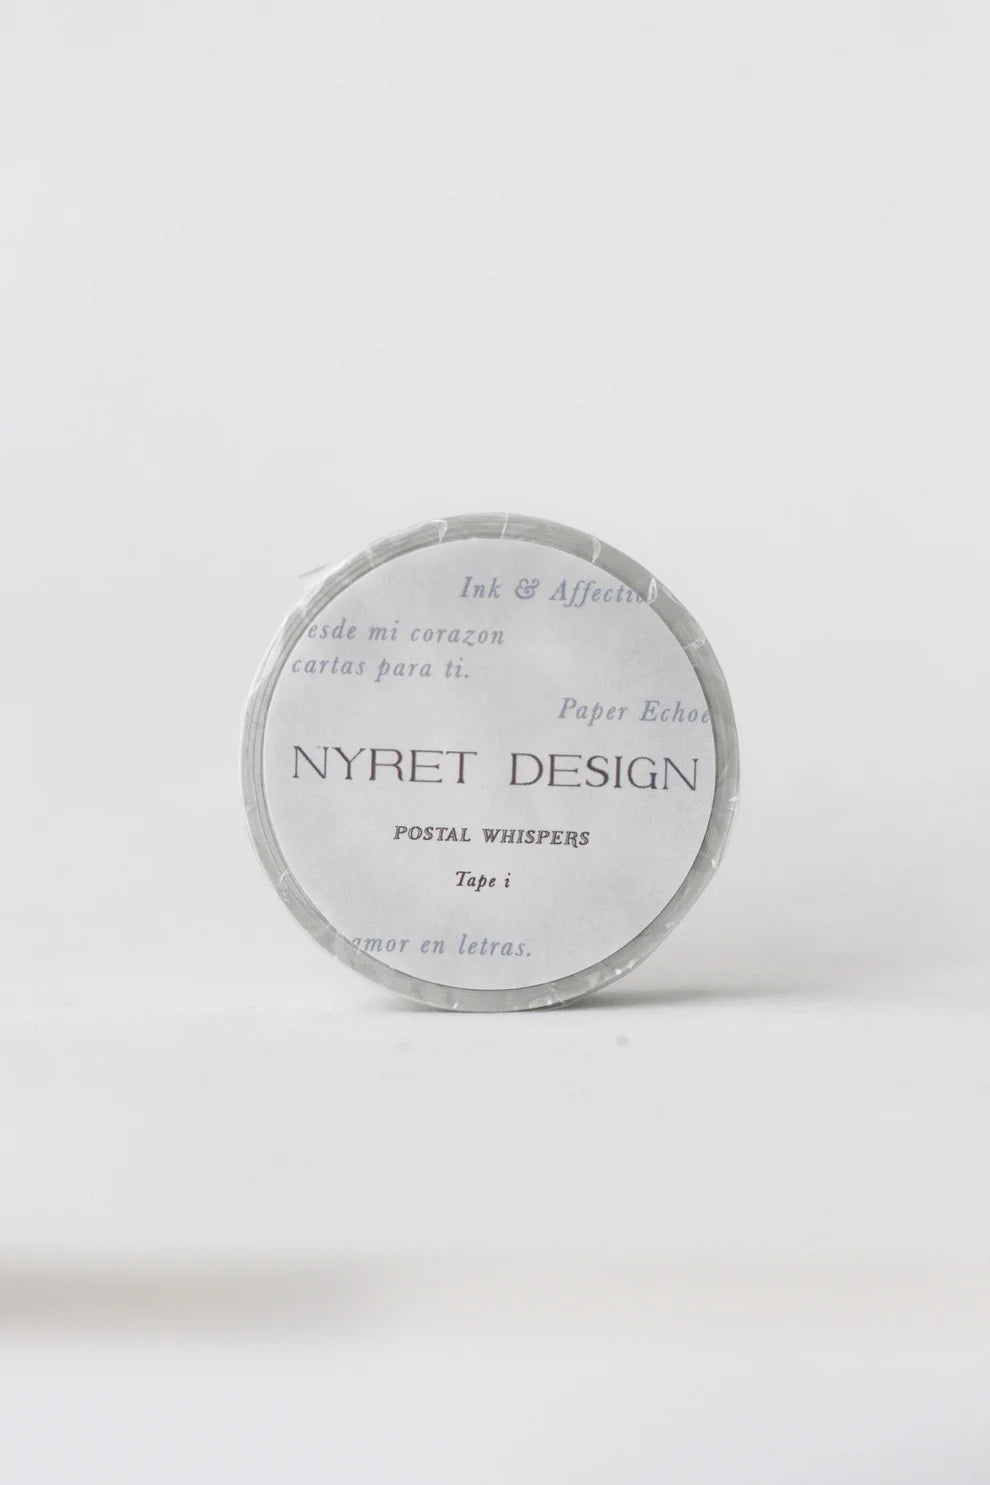 Ink & Affectio
esde mi corazon
cartas para ti.
Paper Echoe
NYRET DESIGN
POSTAL WHISPERS
Tape i
amor en letras.